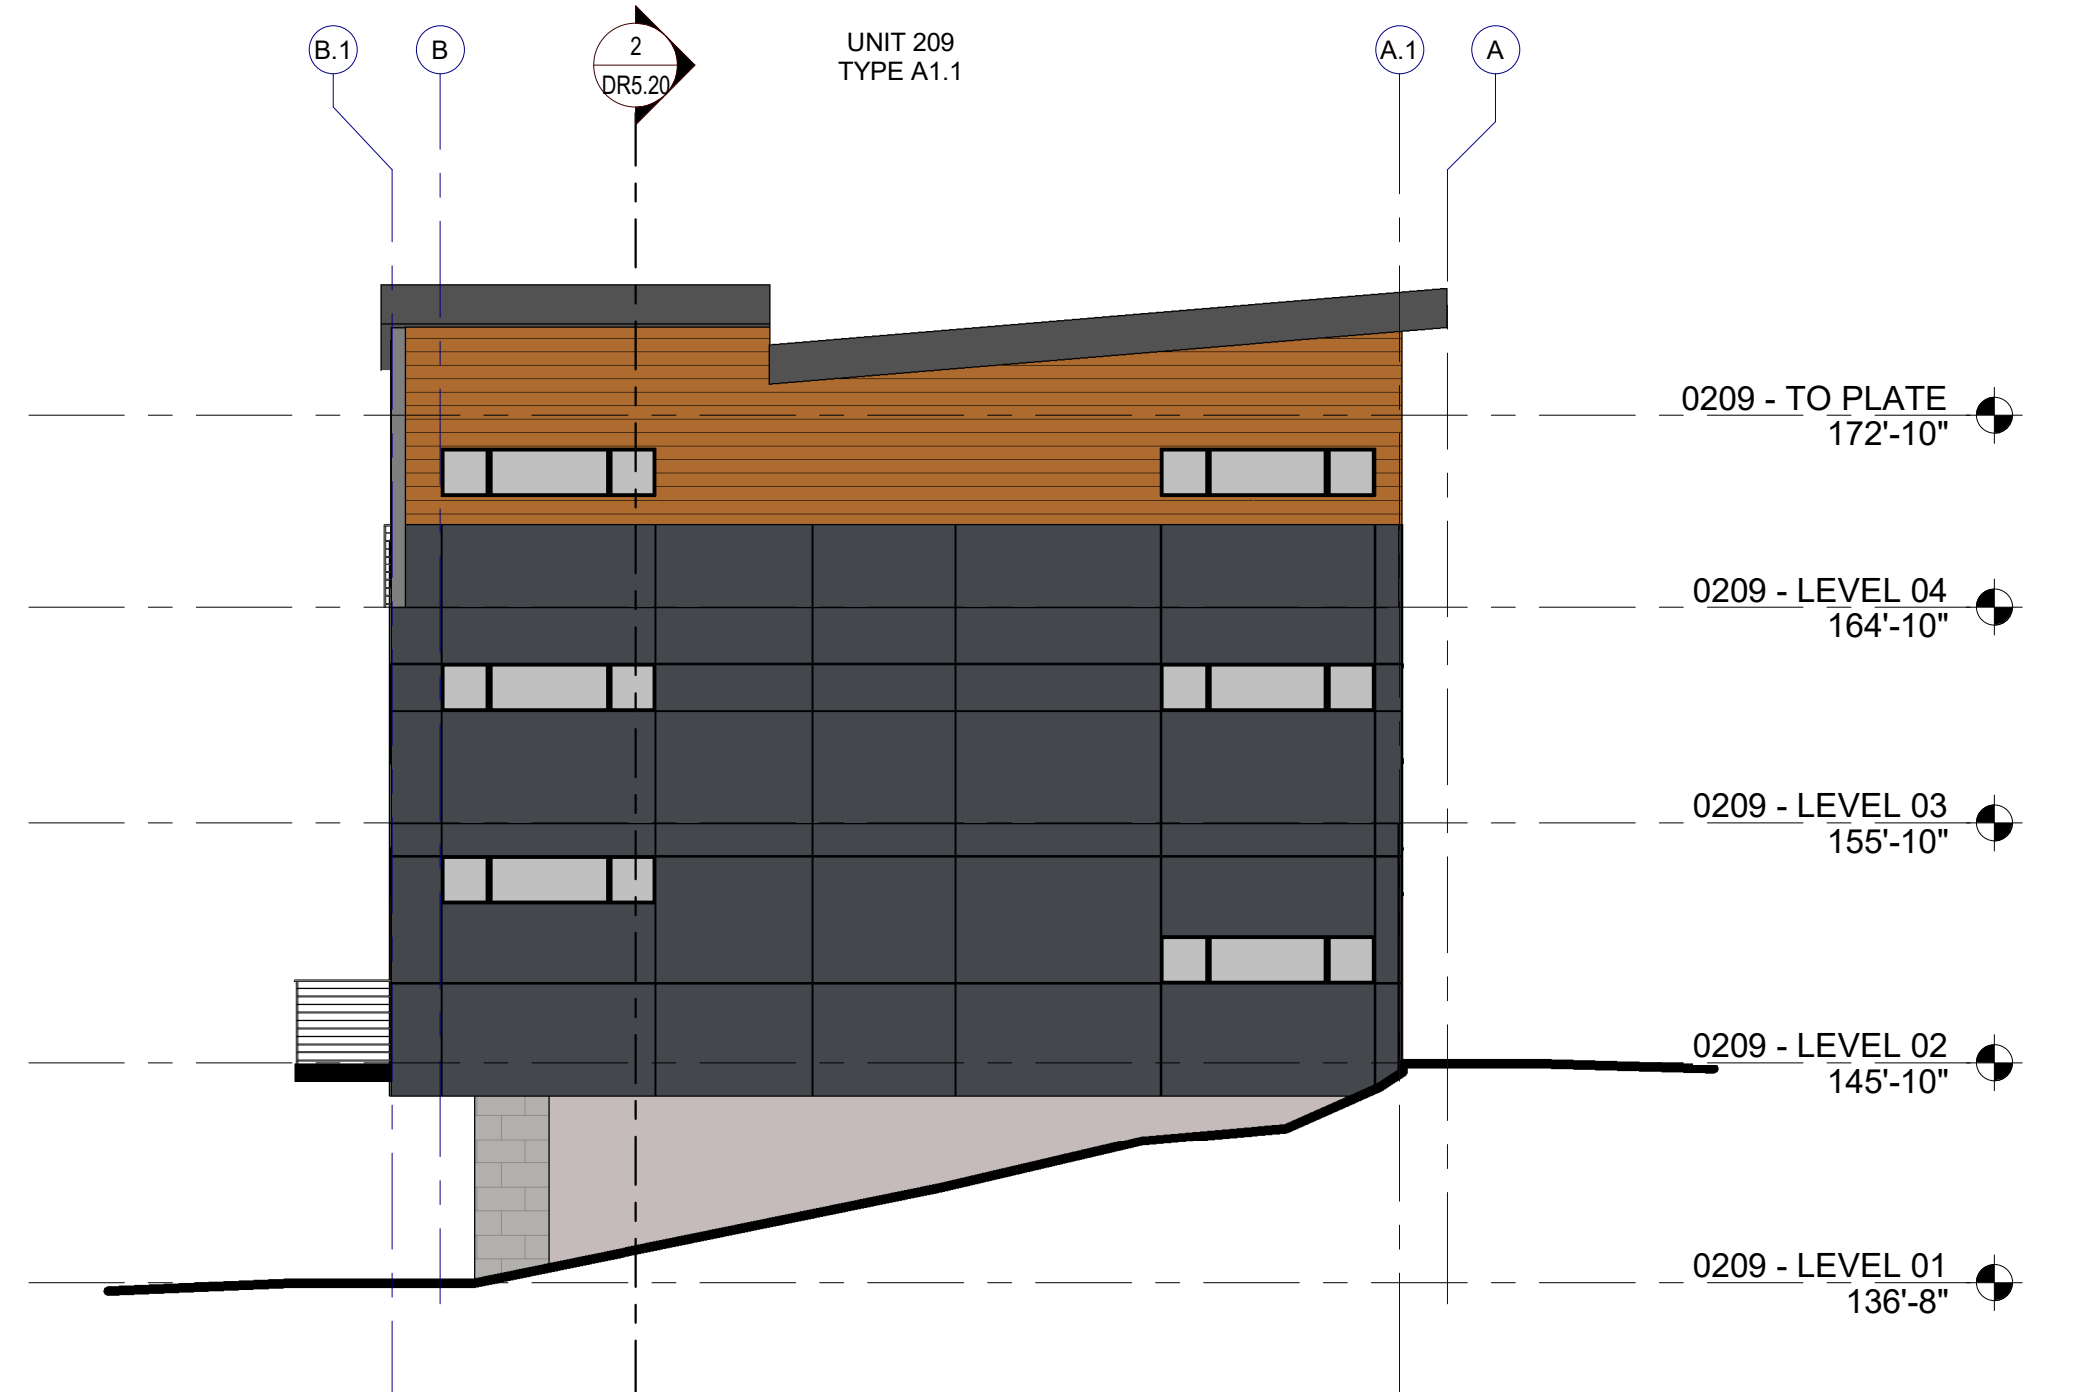 B.1
B
2
DR5.20
UNIT 209
TYPE A1.1
A.1
A
0209 - TO PLATE
172'-10"
0209 - LEVEL 04
164'-10"
0209 - LEVEL 03
155'-10"
0209 - LEVEL 02
145'-10"
0209 - LEVEL 01
136'-8"